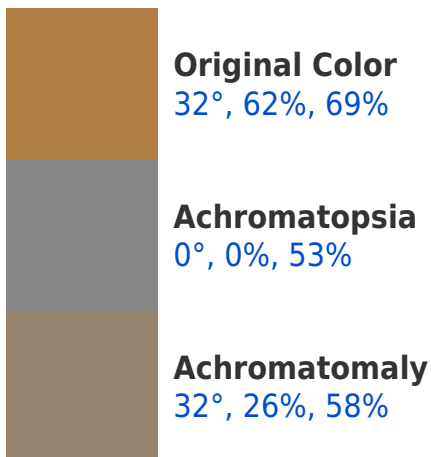 Original Color
32°, 62%, 69%
Achromatopsia
0°, 0%, 53%
Achromatomaly
32°, 26%, 58%